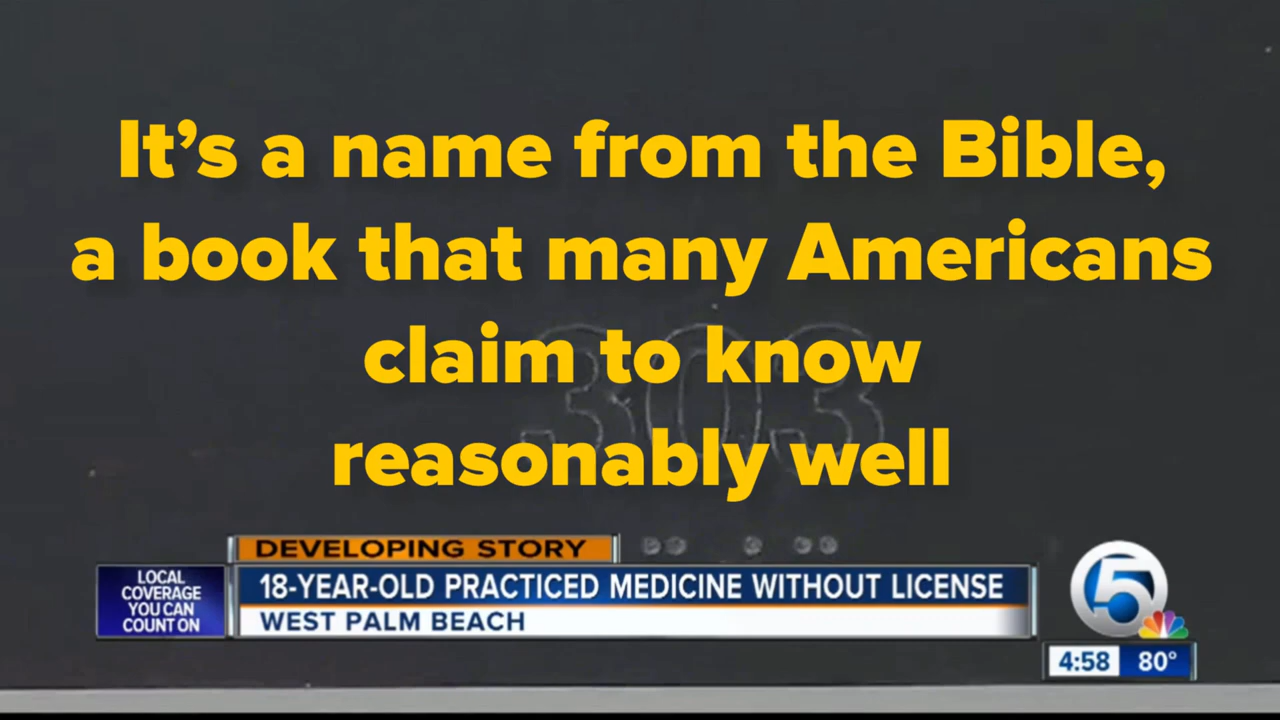 It’s a name from the Bible,
a book that many Americans
claim to know
reasonably well
303
DEVELOPING STORY
LOCAL
COVERAGE
YOU CAN
COUNT ON
18-YEAR-OLD PRACTICED MEDICINE WITHOUT LICENSE
WEST PALM BEACH
5
4:58 80°